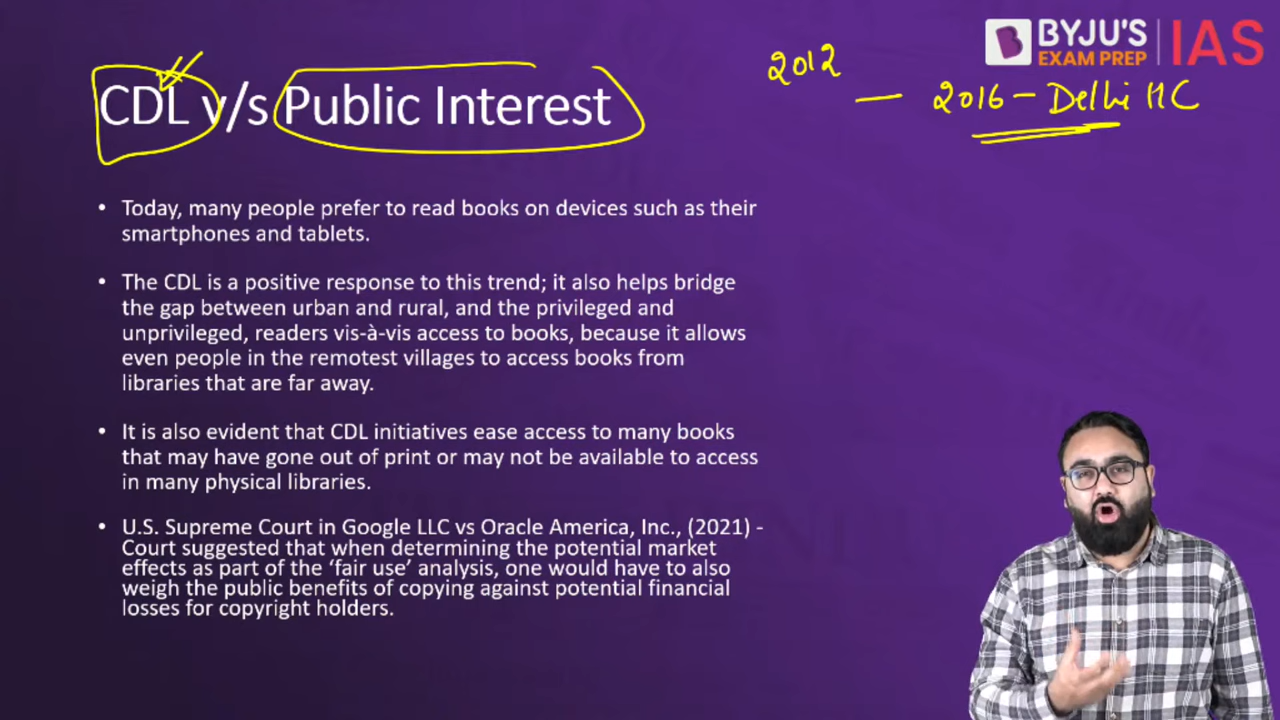 BYJU'S
EXAM PREP
IAS
2012
— 2016 – Delhi HC
CDL v/s Public Interest
• Today, many people prefer to read books on devices such as their
smartphones and tablets.
• The CDL is a positive response to this trend; it also helps bridge
the gap between urban and rural, and the privileged and
unprivileged, readers vis-à-vis access to books, because it allows
even people in the remotest villages to access books from
libraries that are far away.
• It is also evident that CDL initiatives ease access to many books
that may have gone out of print or may not be available to access
in many physical libraries.
• U.S. Supreme Court in Google LLC vs Oracle America, Inc., (2021) -
Court suggested that when determining the potential market
effects as part of the ‘fair use’ analysis, one would have to also
weigh the public benefits of copying against potential financial
losses for copyright holders.